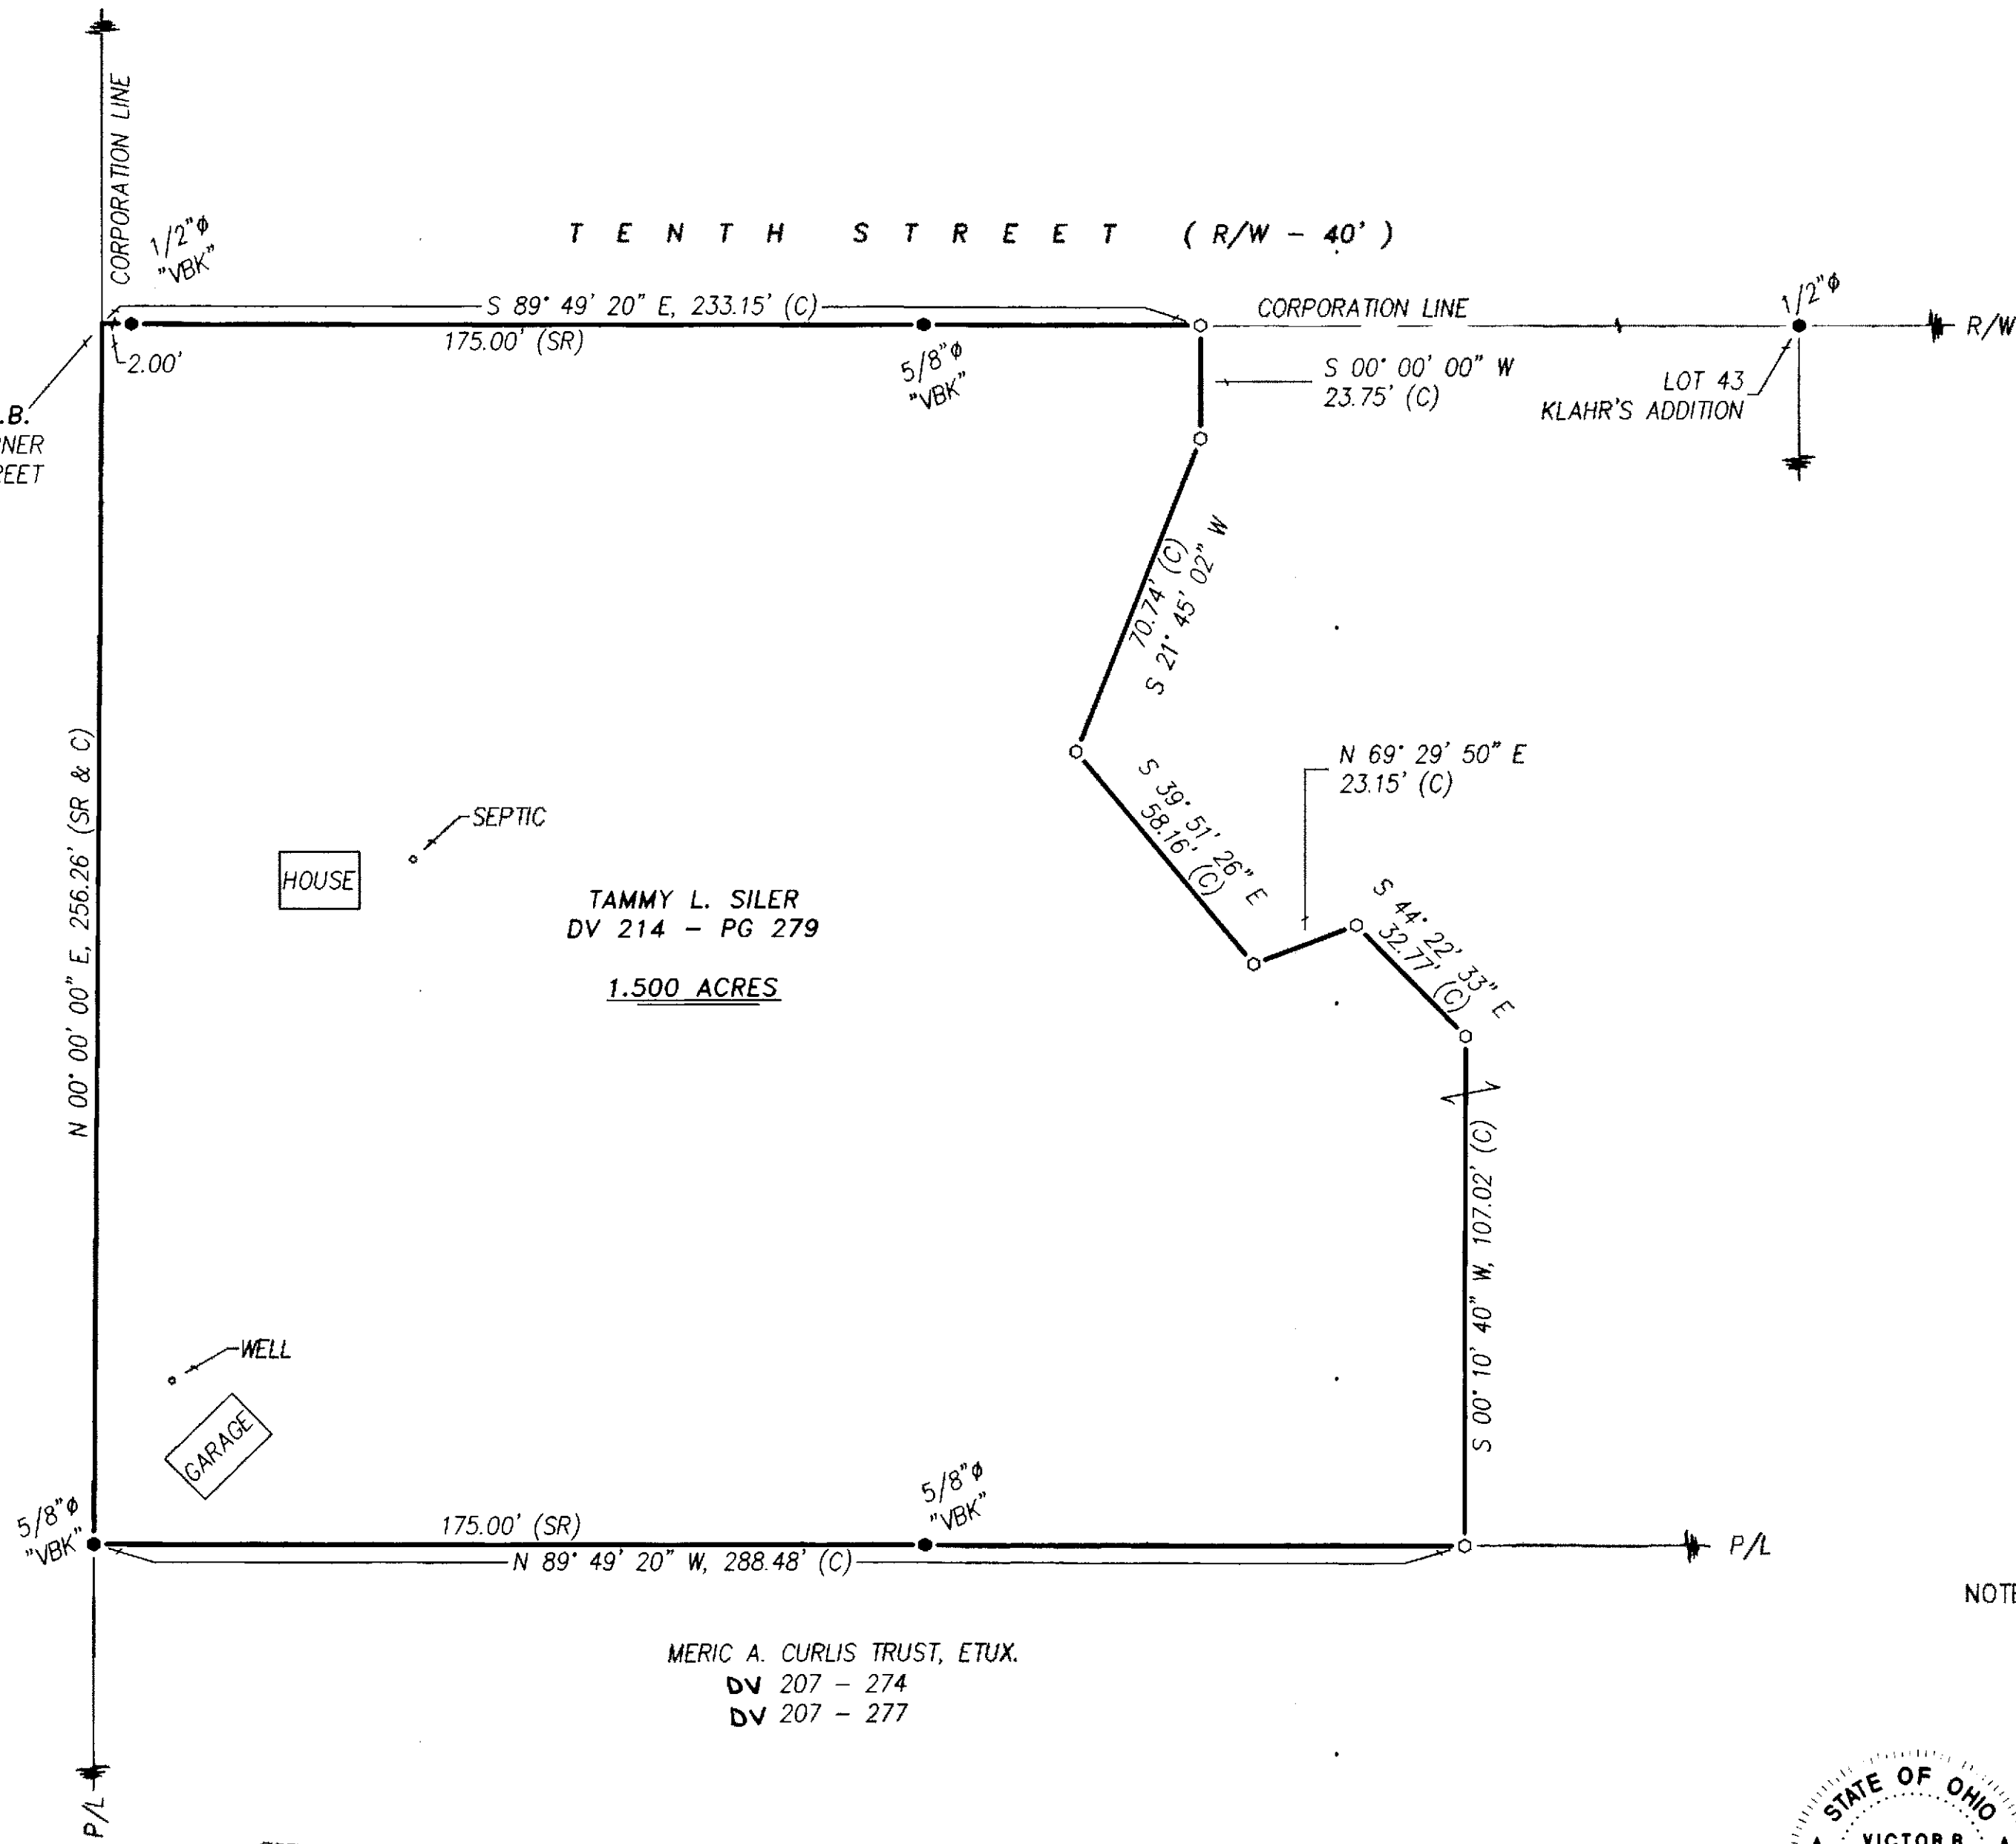 CORPORATION LINE
1/2"ϕ
"VBK"
TENTH STREET (R/W - 40')
S 89° 49' 20" E, 233.15' (C)
175.00' (SR)
2.00'
5/8"ϕ
"VBK"
CORPORATION LINE
1/2"ϕ
R/W
S 00° 00' 00" W
23.75' (C)
LOT 43
KLAHR'S ADDITION
.B.
70.74' (C)
S 21° 45' 02" W
N 00° 00' 00" E, 256.26' (SR & C)
S 39° 51' 26" E
58.16' (C)
N 69° 29' 50" E
23.15' (C)
SEPTIC
HOUSE
TAMMY L. SILER
DV 214 - PG 279
1.500 ACRES
S 44° 22' 33" E
32.77' (C)
S 00° 10' 40" W, 107.02' (C)
WELL
GARAGE
5/8"ϕ
"VBK"
175.00' (SR)
N 89° 49' 20" W, 288.48' (C)
5/8"ϕ
"VBK"
P/L
NOTE
MERIC A. CURLIS TRUST, ETUX.
DV 207 - 274
DV 207 - 277
P/L
STATE OF OHIO
VICTOR B.